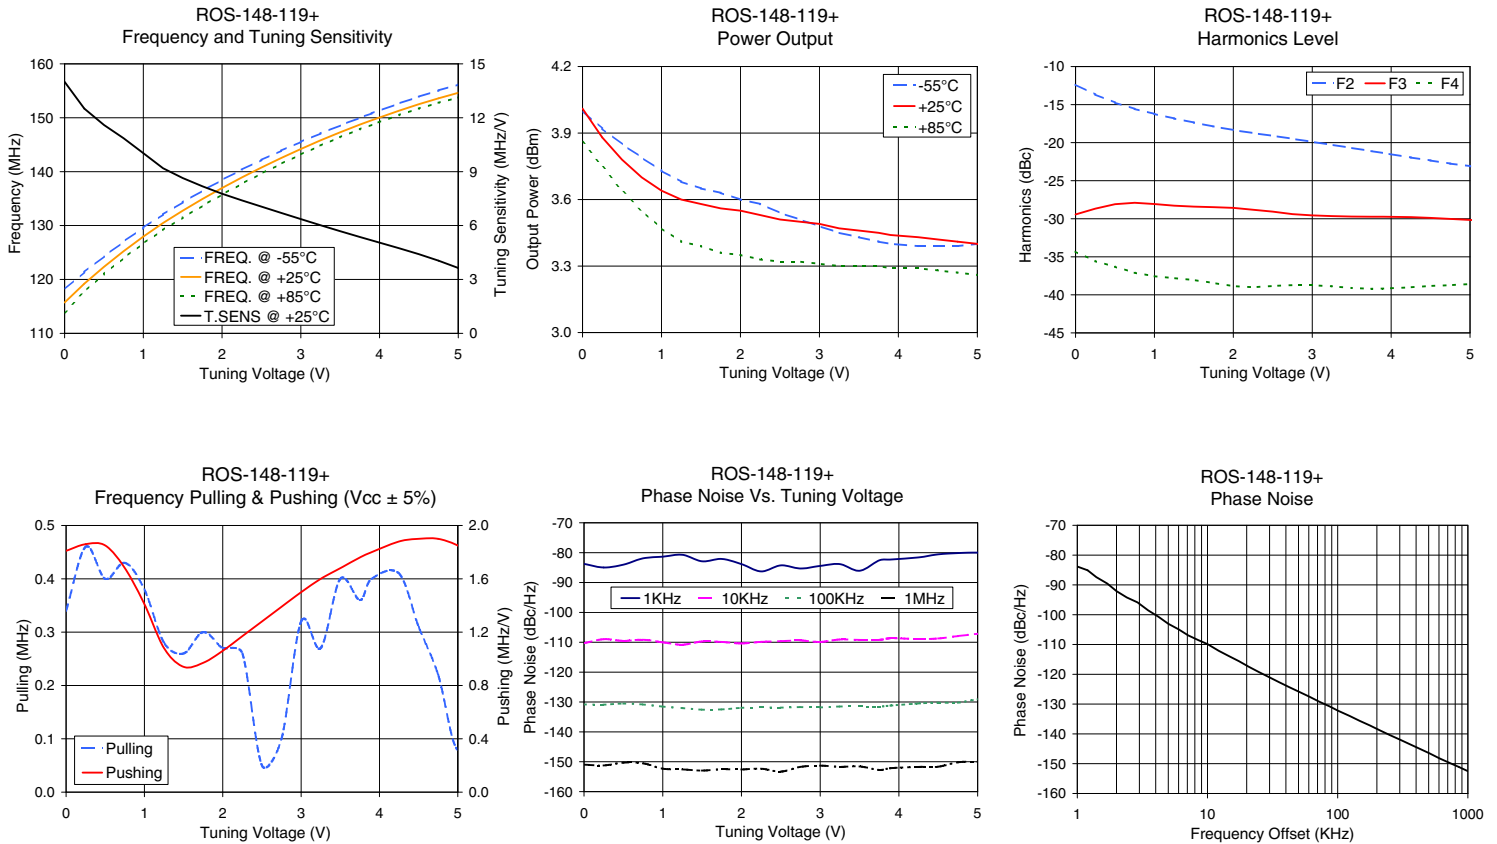 ROS-148-119+
Frequency and Tuning Sensitivity
160
150
140
130
120
110
15
12
9
6
3
0
Frequency (MHz)
Tuning Sensitivity (MHz/V)
FREQ. @ -55°C
FREQ. @ +25°C
FREQ. @ +85°C
T.SENS @ +25°C
0 1 2 3 4 5
Tuning Voltage (V)
ROS-148-119+
Power Output
4.2
3.9
3.6
3.3
3.0
Output Power (dBm)
-55°C
+25°C
+85°C
0 1 2 3 4 5
Tuning Voltage (V)
ROS-148-119+
Harmonics Level
-10
-15
-20
-25
-30
-35
-40
-45
Harmonics (dBc)
F2 F3 F4
0 1 2 3 4 5
Tuning Voltage (V)
ROS-148-119+
Frequency Pulling & Pushing (Vcc ± 5%)
0.5
0.4
0.3
0.2
0.1
0.0
2.0
1.6
1.2
0.8
0.4
0.0
Pulling (MHz)
Pushing (MHz/V)
Pulling
Pushing
0 1 2 3 4 5
Tuning Voltage (V)
ROS-148-119+
Phase Noise Vs. Tuning Voltage
-70
-80
-90
-100
-110
-120
-130
-140
-150
-160
Phase Noise (dBc/Hz)
1KHz 10KHz 100KHz 1MHz
0 1 2 3 4 5
Tuning Voltage (V)
ROS-148-119+
Phase Noise
-70
-80
-90
-100
-110
-120
-130
-140
-150
-160
Phase Noise (dBc/Hz)
1 10 100 1000
Frequency Offset (KHz)